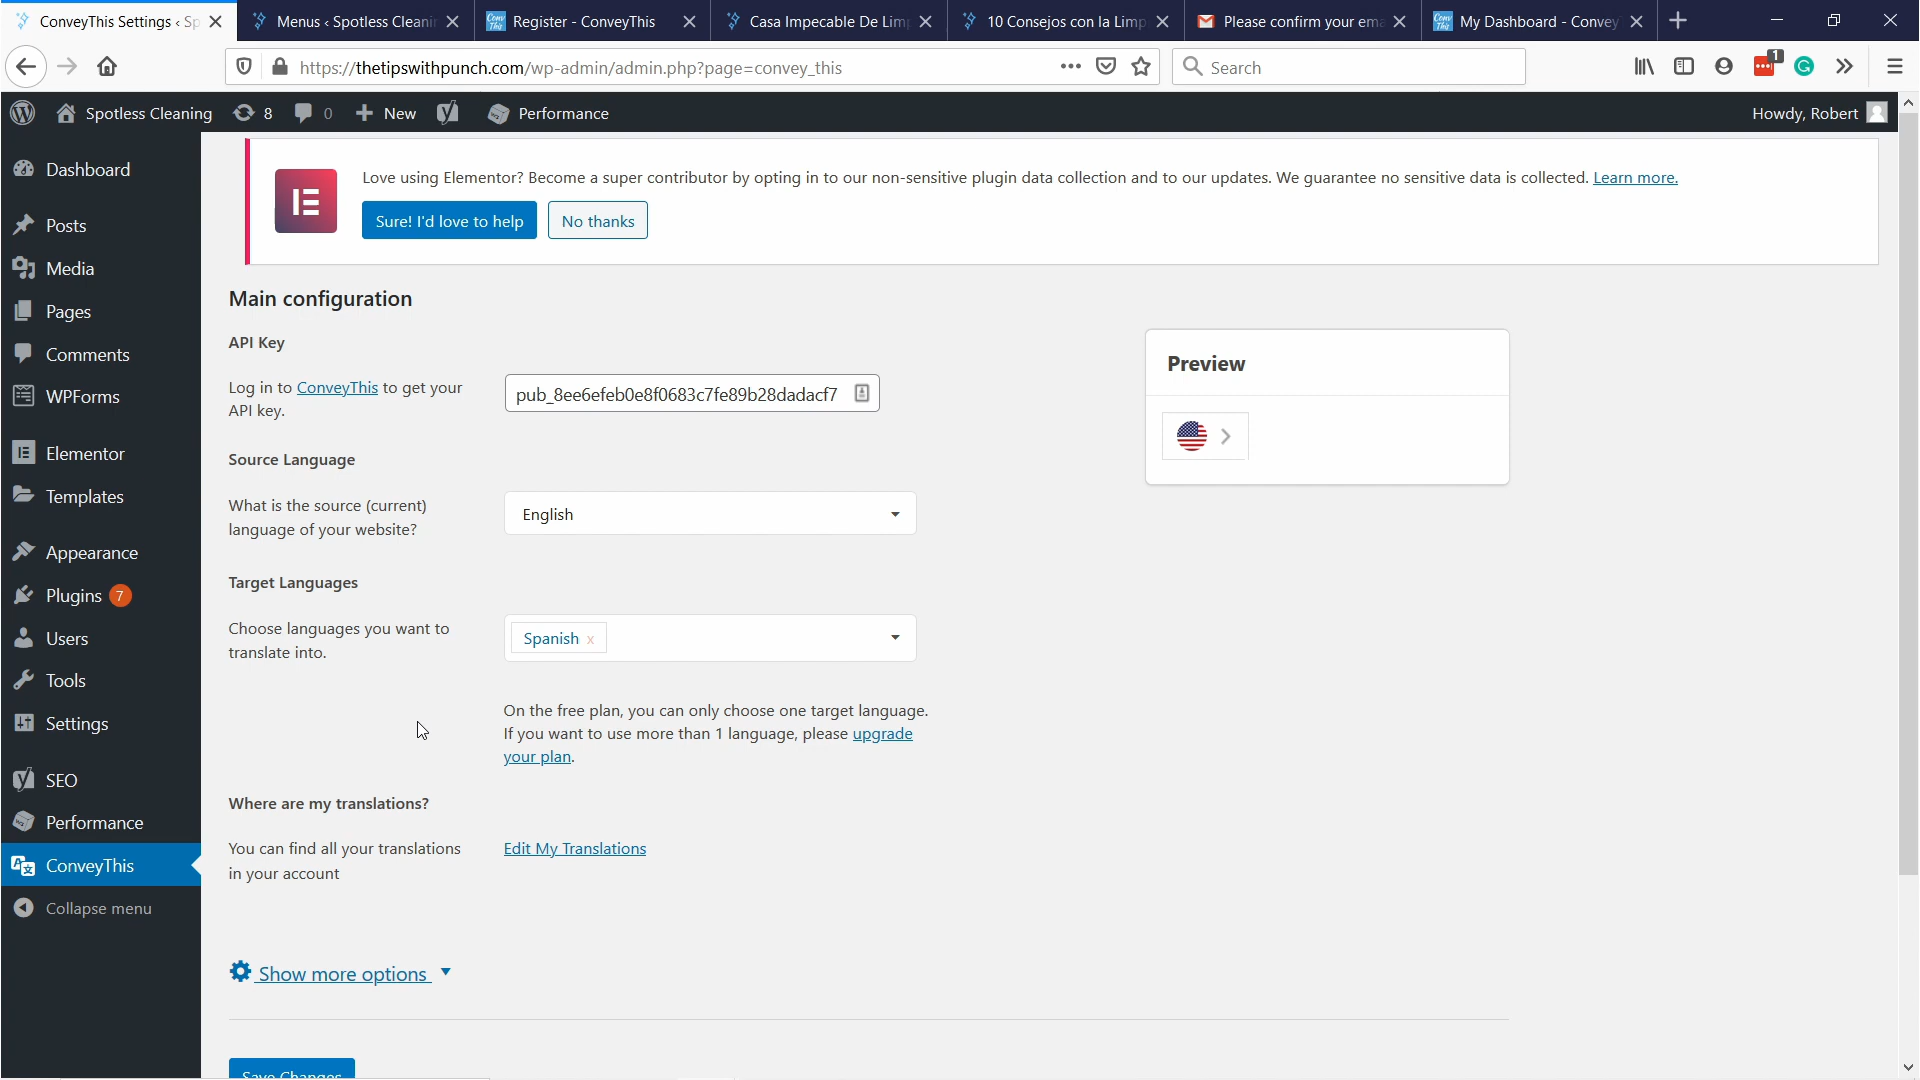 ConveyThis Settings ‹ Sp
Menus ‹ Spotless Cleanin
Register - ConveyThis
Casa Impecable De Lim
10 Consejos con la Limp
Please confirm your ema
My Dashboard - Convey
https://thetipswithpunch.com/wp-admin/admin.php?page=convey_this
Search
1
Spotless Cleaning
8
0
New
Performance
Howdy, Robert
Dashboard
Posts
Media
Pages
Comments
WPForms
Elementor
Templates
Appearance
Plugins 7
Users
Tools
Settings
SEO
Performance
ConveyThis
Collapse menu
Love using Elementor? Become a super contributor by opting in to our non-sensitive plugin data collection and to our updates. We guarantee no sensitive data is collected. Learn more.
Sure! I'd love to help
No thanks
Main configuration
API Key
Log in to ConveyThis to get your
API key.
pub_8ee6efeb0e8f0683c7fe89b28dadacf7
Source Language
What is the source (current)
language of your website?
English
Target Languages
Choose languages you want to
translate into.
Spanish x
On the free plan, you can only choose one target language.
If you want to use more than 1 language, please upgrade
your plan.
Where are my translations?
You can find all your translations
in your account
Edit My Translations
Show more options
Save Changes
Preview